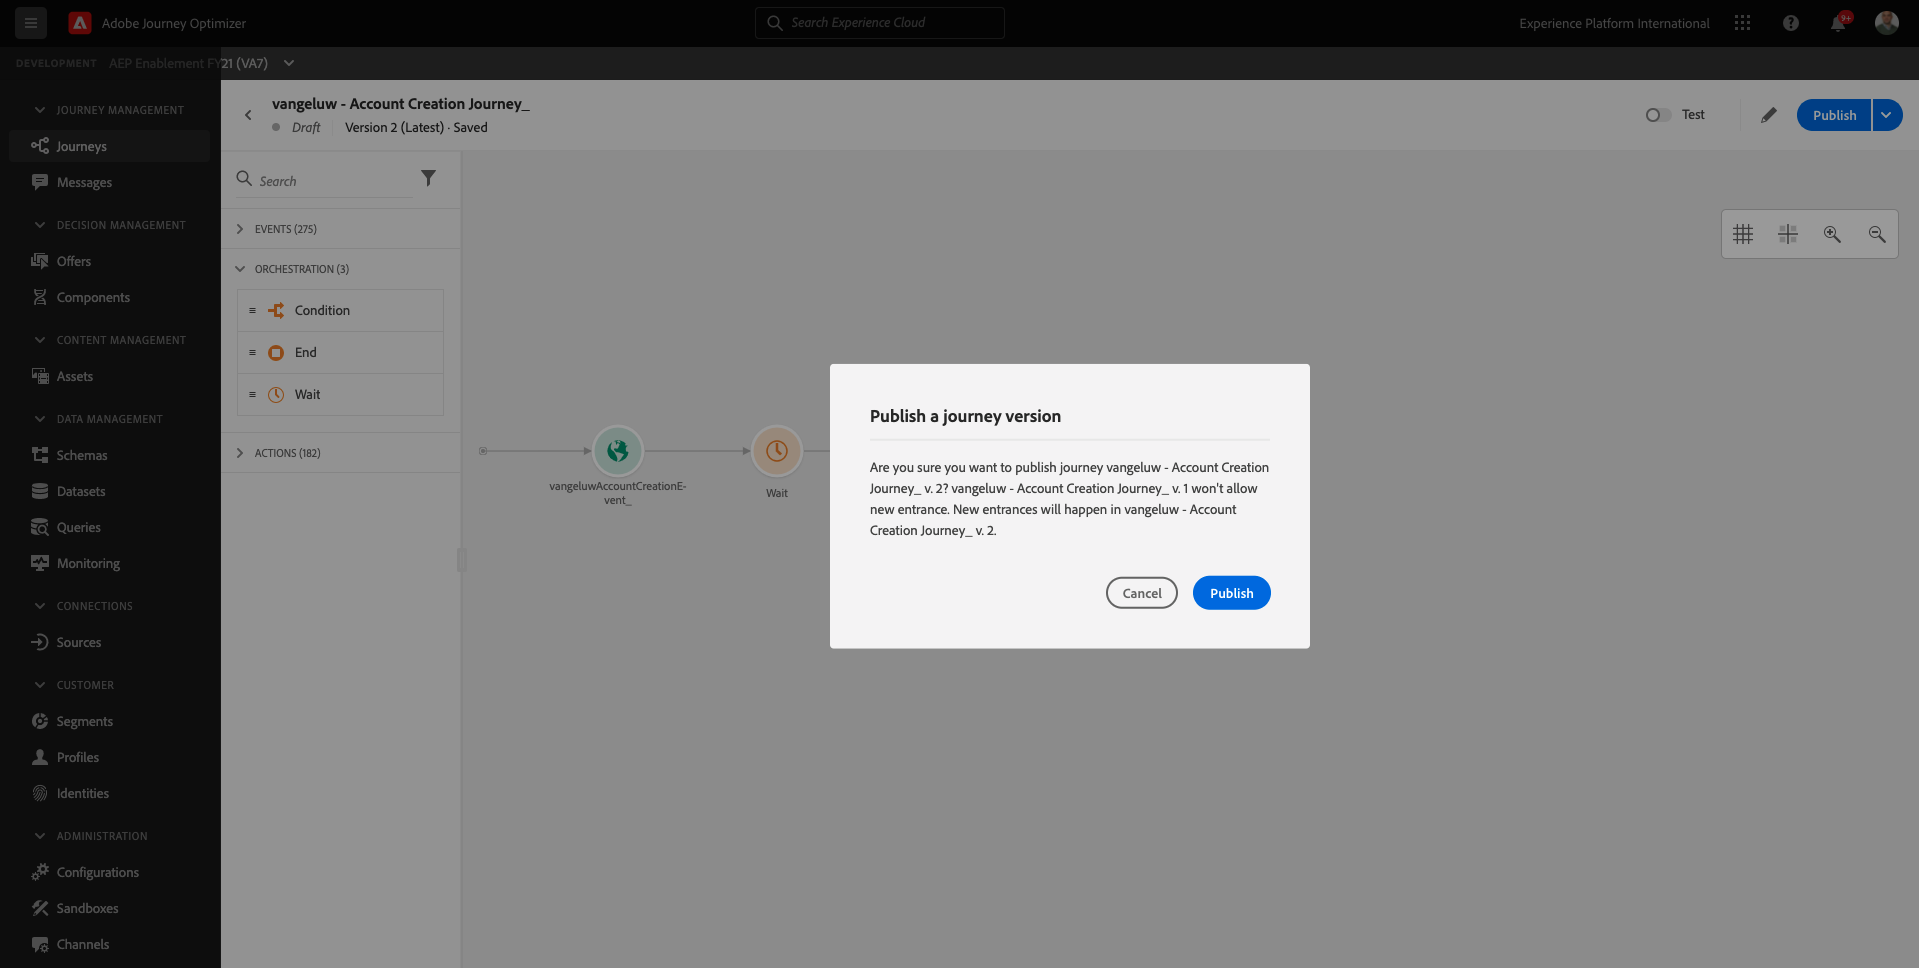 Adobe Journey Optimizer
Search Experience Cloud
Experience Platform International
9+
DEVELOPMENT AEP Enablement FY21 (VA7)
JOURNEY MANAGEMENT
Journeys
Messages
DECISION MANAGEMENT
Offers
Components
CONTENT MANAGEMENT
Assets
DATA MANAGEMENT
Schemas
Datasets
Queries
Monitoring
CONNECTIONS
Sources
CUSTOMER
Segments
Profiles
Identities
ADMINISTRATION
Configurations
Sandboxes
Channels
vangeluw - Account Creation Journey_
Draft Version 2 (Latest) · Saved
Test
Publish
Search
EVENTS (275)
ORCHESTRATION (3)
Condition
End
Wait
ACTIONS (182)
vangeluwAccountCreationE-
vent_
Wait
Publish a journey version
Are you sure you want to publish journey vangeluw - Account Creation
Journey_ v. 2? vangeluw - Account Creation Journey_ v. 1 won't allow
new entrance. New entrances will happen in vangeluw - Account
Creation Journey_ v. 2.
Cancel
Publish